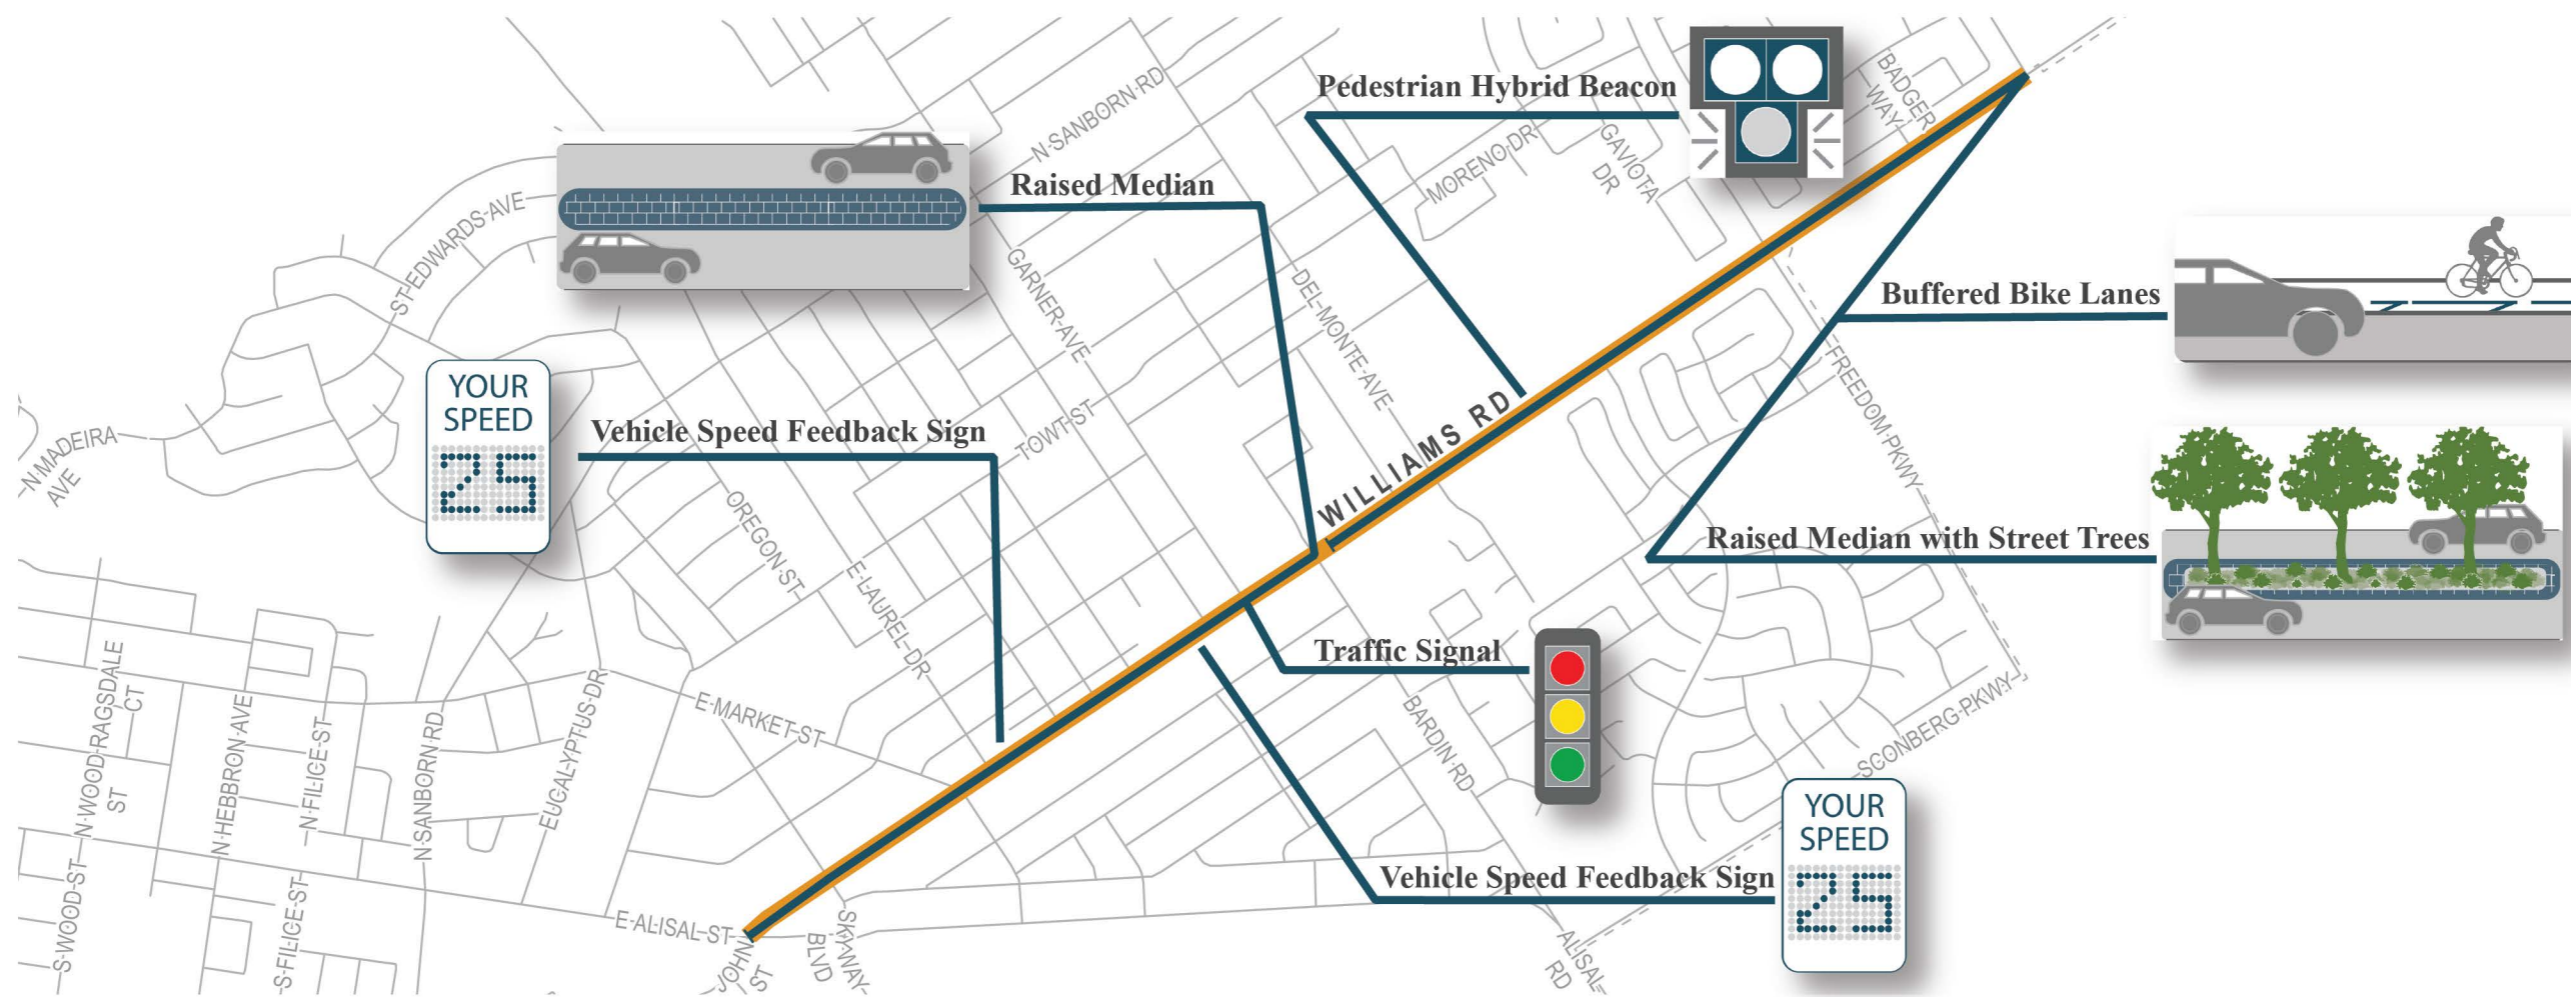 Pedestrian Hybrid Beacon
BADGER
WAY
N SANBORN RD
MORENO DR
GAVIOTA
DR
Raised Median
ST EDWARDS AVE
GARNER AVE
DEL MONTE AVE
Buffered Bike Lanes
FREEDOM PKWY
YOUR
SPEED
25
Vehicle Speed Feedback Sign
TOWT ST
WILLIAMS RD
N MADEIRA
AVE
OREGON ST
E LAUREL DR
Raised Median with Street Trees
Traffic Signal
N WOOD ST
RAGSDALE
CT
N HEBBRON AVE
N FILICE ST
N SANBORN RD
EUCALYPTUS DR
E MARKET ST
BARDIN RD
SCONBERG PKWY
YOUR
SPEED
25
Vehicle Speed Feedback Sign
S WOOD ST
S FILICE ST
E ALISAL ST
JOHN
ST
SKYWAY
BLVD
ALISAL
RD